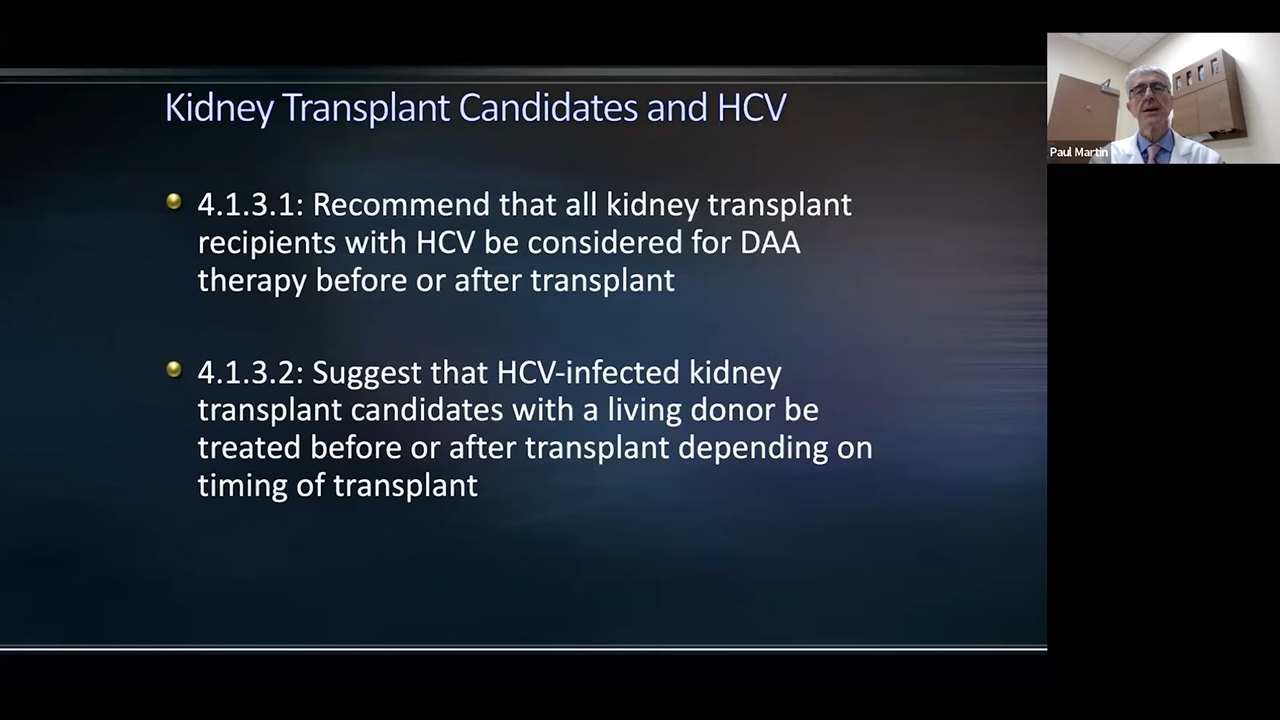 Kidney Transplant Candidates and HCV
4.1.3.1: Recommend that all kidney transplant
recipients with HCV be considered for DAA
therapy before or after transplant
4.1.3.2: Suggest that HCV-infected kidney
transplant candidates with a living donor be
treated before or after transplant depending on
timing of transplant
Paul Martin